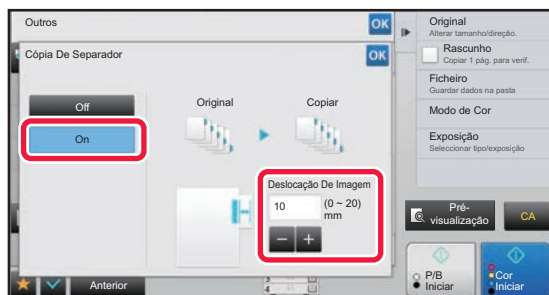 Outros
OK
Cópia De Separador
OK
Off
On
Original
Copiar
Deslocação De Imagem
10
(0 ~ 20)
mm
Anterior
Original
Alterar tamanho/direção.
Rascunho
Copiar 1 pág. para verif.
Ficheiro
Guardar dados na pasta
Modo de Cor
Exposição
Seleccionar tipo/exposição
Pré-
visualização
CA
P/B
Iniciar
Cor
Iniciar